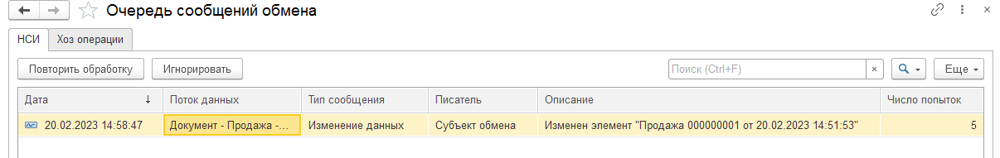 Очередь сообщений обмена
НСИ Хоз операции
Повторить обработку Игнорировать Поиск (Ctrl+F) × Еще
Дата ↓ Поток данных Тип сообщения Писатель Описание Число попыток
20.02.2023 14:58:47 Документ - Продажа -... Изменение данных Субъект обмена Изменен элемент "Продажа 000000001 от 20.02.2023 14:51:53" 5